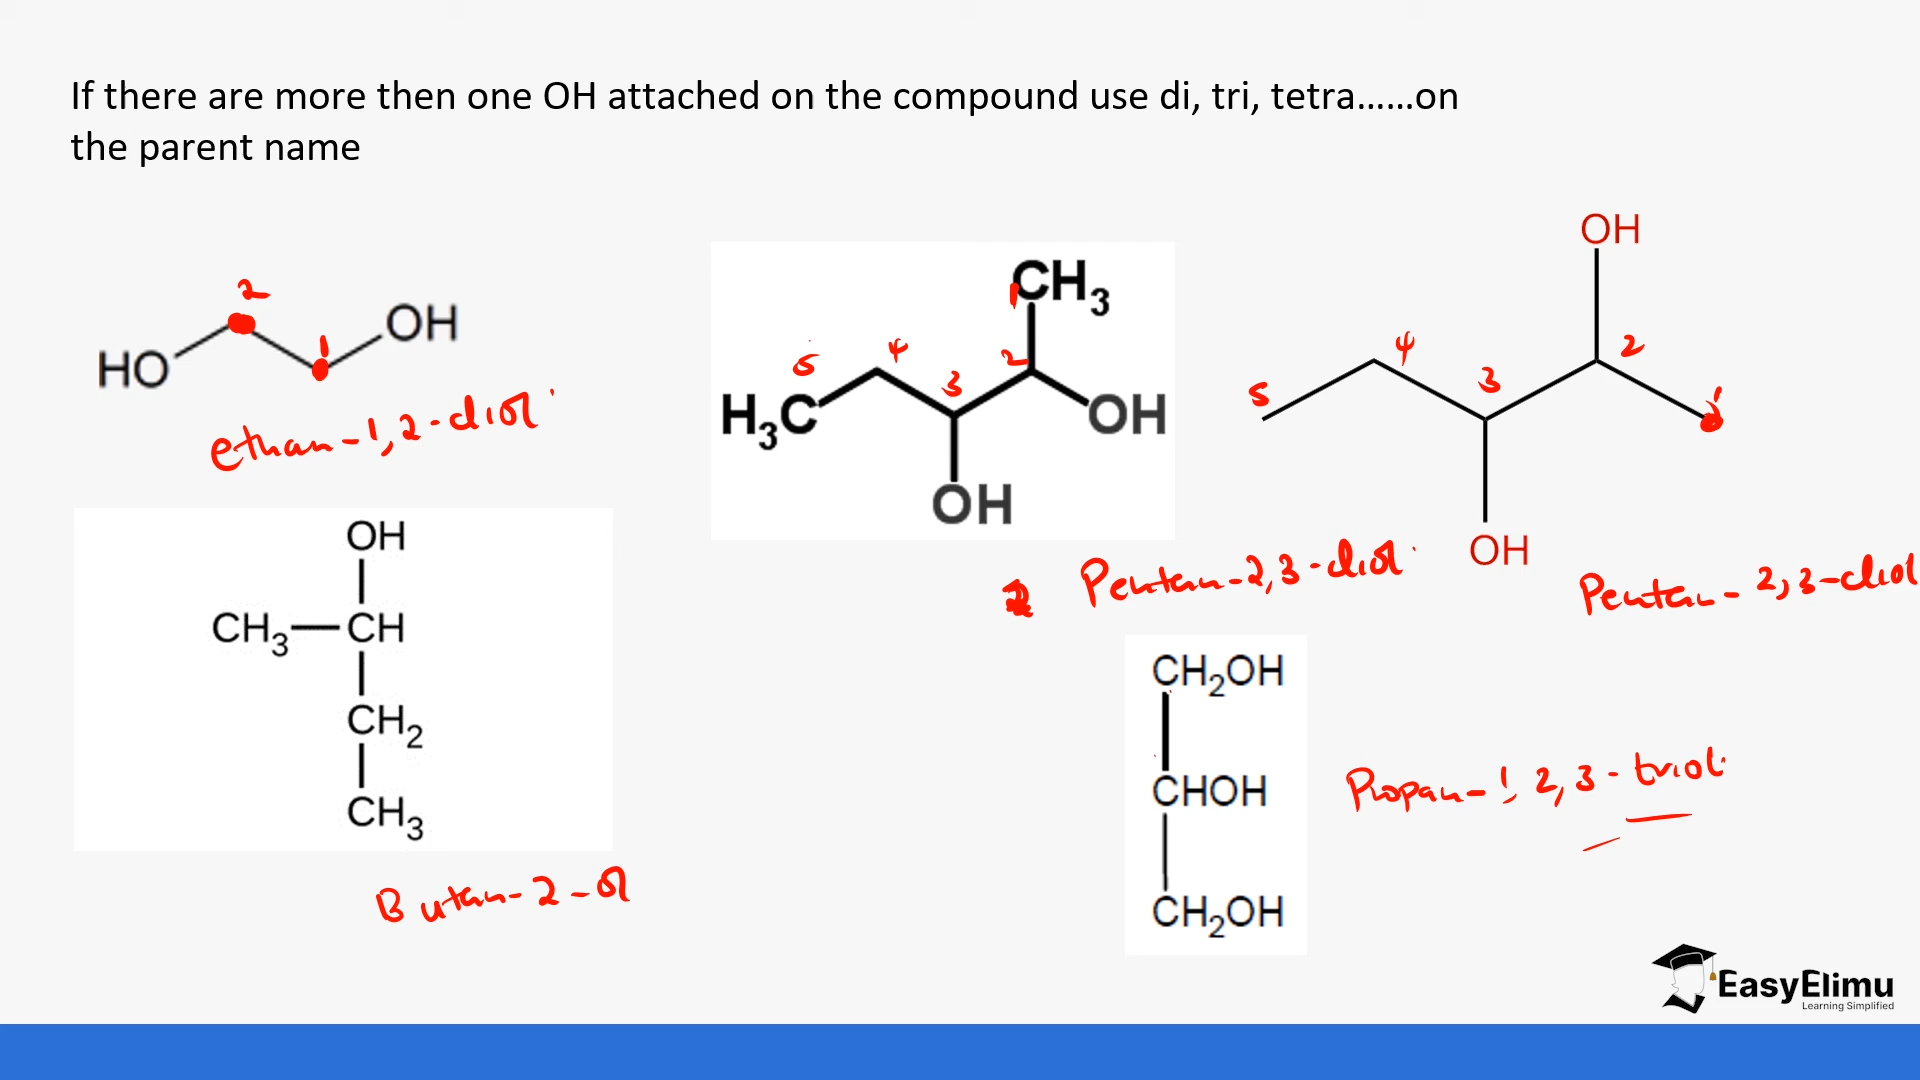 If there are more then one OH attached on the compound use di, tri, tetra......on
the parent name
2
HO
1
OH
ethan-1,2-diol
CH3
1
5
4
3
2
H3C
OH
OH
Pentan-2,3-diol
OH
5
4
3
2
1
OH
Pentan-2,3-diol
OH
CH3—CH
CH2
CH3
Butan-2-ol
CH2OH
CHOH
CH2OH
Propan-1,2,3-triol
EasyElimu
Learning Simplified